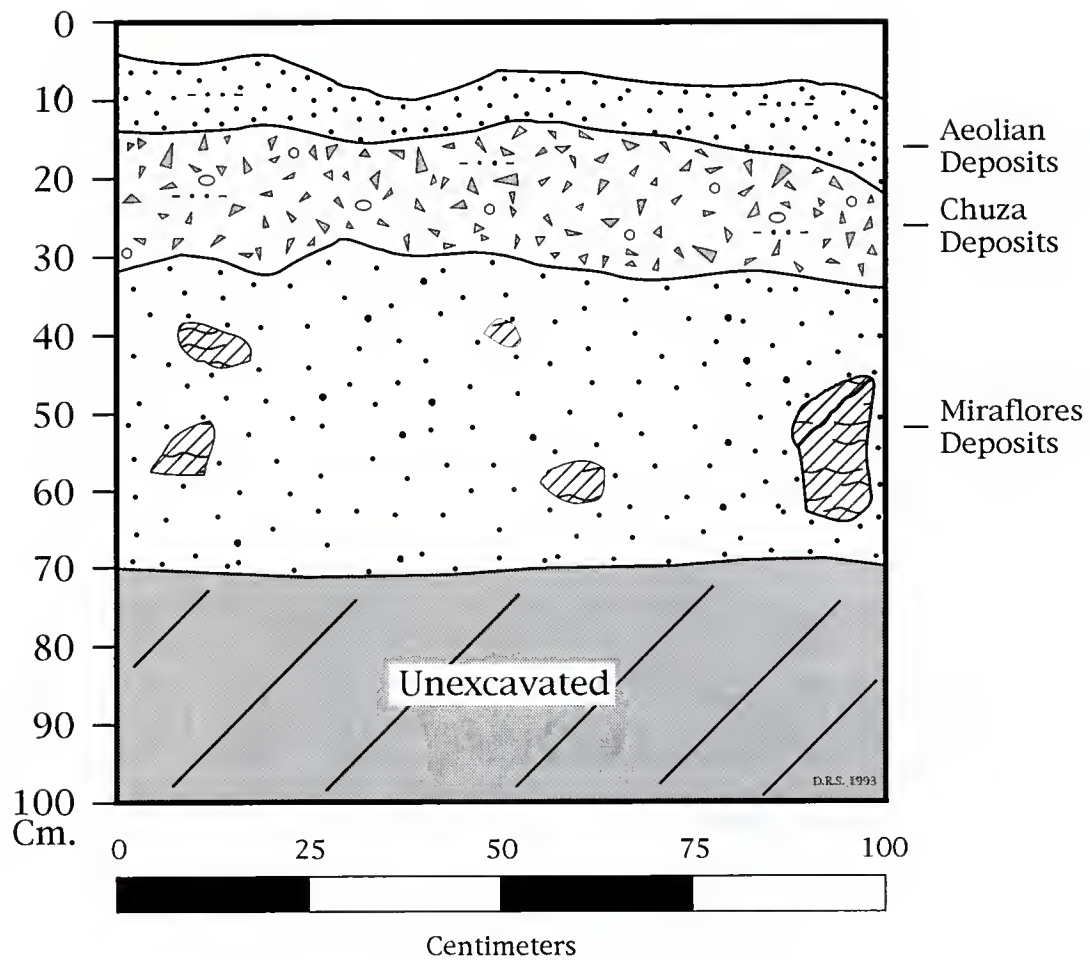 0
10
20
30
40
50
60
70
80
90
100
Cm.
Aeolian
Deposits
Chuza
Deposits
Miraflores
Deposits
Unexcavated
D.R.S. 1993
0 25 50 75 100
Centimeters